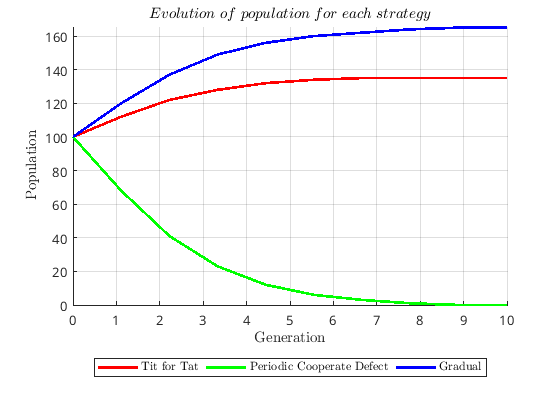 Evolution of population for each strategy
Population
160
140
120
100
80
60
40
20
0
0 1 2 3 4 5 6 7 8 9 10
Generation
Tit for Tat Periodic Cooperate Defect Gradual